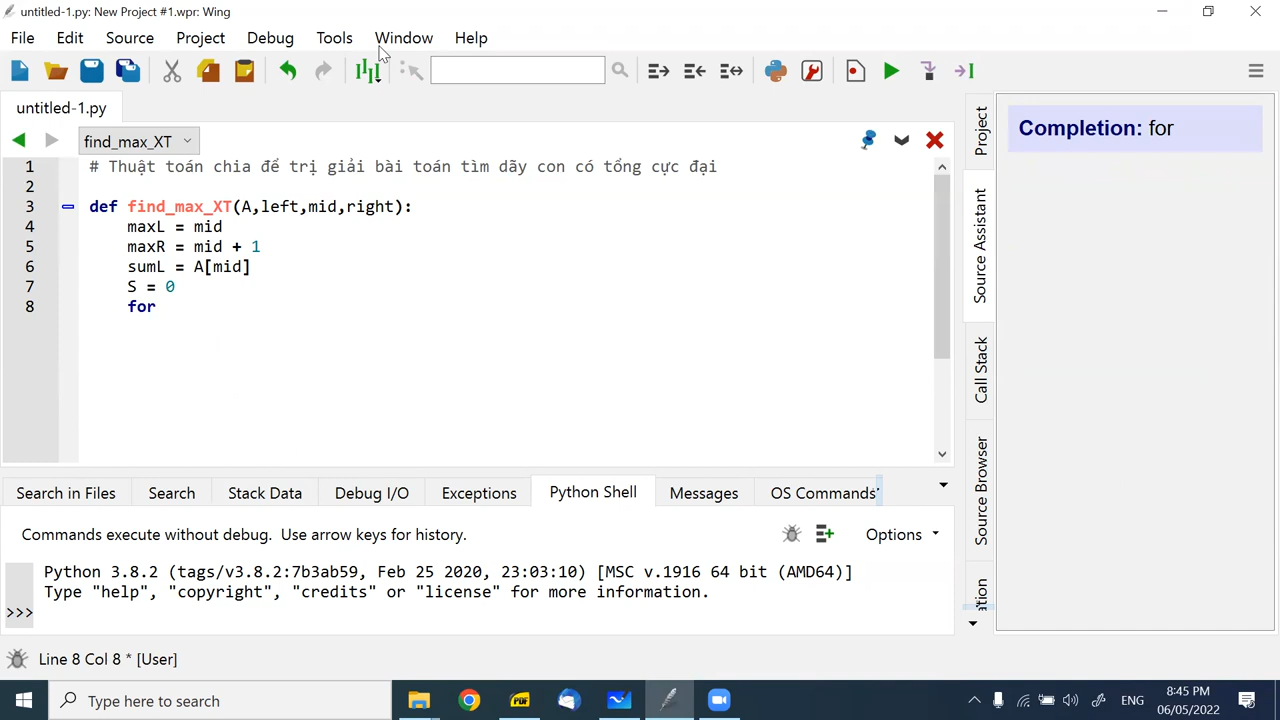 untitled-1.py: New Project #1.wpr: Wing
File Edit Source Project Debug Tools Window Help
untitled-1.py
find_max_XT
1 # Thuật toán chia để trị giải bài toán tìm dãy con có tổng cực đại
2
3 def find_max_XT(A,left,mid,right):
4 maxL = mid
5 maxR = mid + 1
6 sumL = A[mid]
7 S = 0
8 for
Project
Source Assistant
Call Stack
Source Browser
ation
Completion: for
Search in Files Search Stack Data Debug I/O Exceptions Python Shell Messages OS Commands
Commands execute without debug. Use arrow keys for history.
Options
Python 3.8.2 (tags/v3.8.2:7b3ab59, Feb 25 2020, 23:03:10) [MSC v.1916 64 bit (AMD64)]
Type "help", "copyright", "credits" or "license" for more information.
>>>
Line 8 Col 8 * [User]
Type here to search
PDF
ENG
8:45 PM
06/05/2022